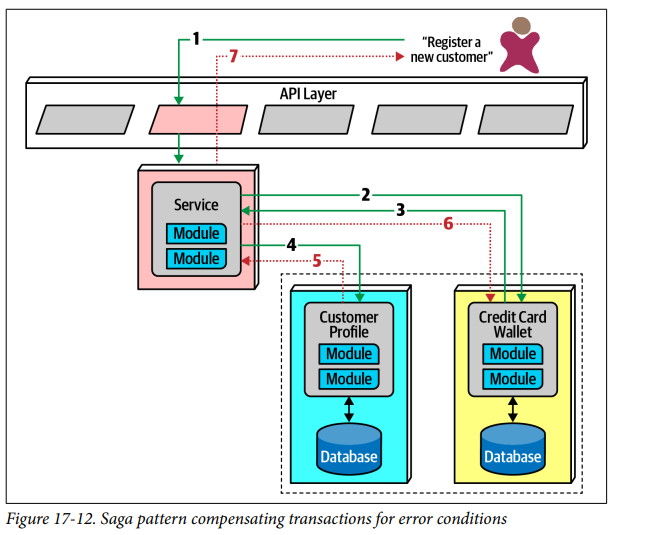 1
"Register a
new customer"
7
API Layer
Service
Module
Module
2
3
6
4
5
Customer
Profile
Module
Module
Database
Credit Card
Wallet
Module
Module
Database
Figure 17-12. Saga pattern compensating transactions for error conditions